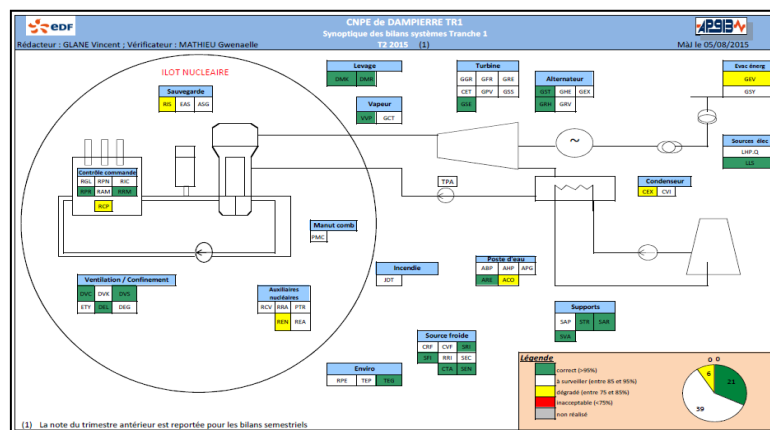 edf
CNPE de DAMPIERRE TR1
Synoptique des bilans systèmes Tranche 1
Rédacteur : GLANE Vincent ; Vérificateur : MATHIEU Gwenaelle
T2 2015 (1)
MàJ le 05/08/2015
ILOT NUCLEAIRE
Sauvegarde
RIS EAS ASG
Levage
DMK DMR
Vapeur
VVP GCT
Turbine
GGR GFR GRE
CET GPV GSS
GSE
Alternateur
GST GHE GEX
GRH GRV
Evac énerg
GEV
GSY
Sources élec
LHP,Q
LLS
Contrôle commande
RGL RPN RIC
RPR RAM RRM
RCP
TPA
~
Condenseur
CEX CVI
Manut comb
PMC
Ventilation / Confinement
DVC DVK DVS
ETY DEL DEG
Auxiliaires
nucléaires
RCV RRA PTR
REN REA
Incendie
JDT
Poste d'eau
ABP AHP APG
ARE ACO
Supports
SAP STR SAR
SVA
Source froide
CRF CVF SRI
SFI RRI SEC
CTA SEN
Enviro
RPE TEP TEG
Légende
correct (>95%)
à surveiller (entre 85 et 95%)
dégradé (entre 75 et 85%)
inacceptable (<75%)
non réalisé
0 0
6
21
39
(1) La note du trimestre antérieur est reportée pour les bilans semestriels